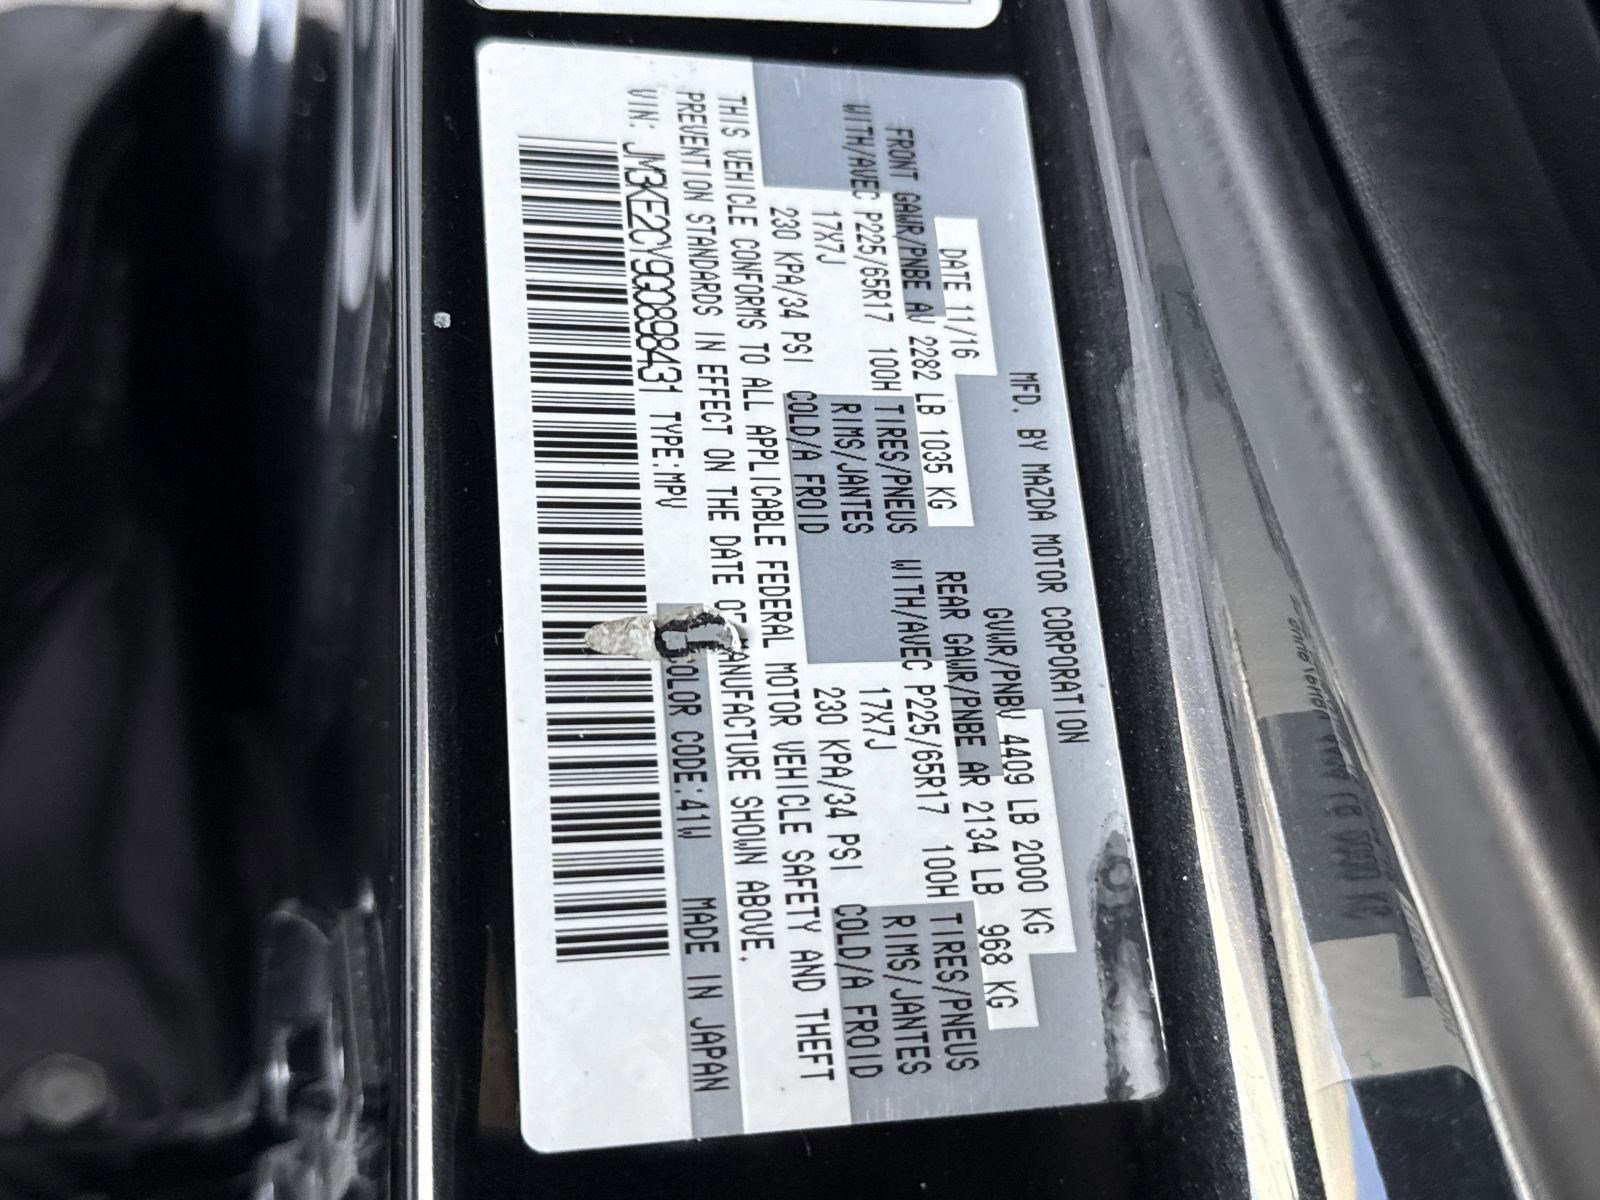 MFD. BY MAZDA MOTOR CORPORATION
DATE 11/16 GVWR/PNBV 4409 LB 2000 KG
FRONT GAWR/PNBE AV 2282 LB 1035 KG REAR GAWR/PNBE AR 2134 LB 968 KG
WITH/AVEC P225/65R17 100H TIRES/PNEUS WITH/AVEC P225/65R17 100H TIRES/PNEUS
17X7J RIMS/JANTES 17X7J RIMS/JANTES
230 KPA/34 PSI COLD/A FROID 230 KPA/34 PSI COLD/A FROID
THIS VEHICLE CONFORMS TO ALL APPLICABLE FEDERAL MOTOR VEHICLE SAFETY AND THEFT
PREVENTION STANDARDS IN EFFECT ON THE DATE OF MANUFACTURE SHOWN ABOVE.
VIN: JM3KE2CY9G0898431 TYPE:MPV COLOR CODE:41W MADE IN JAPAN